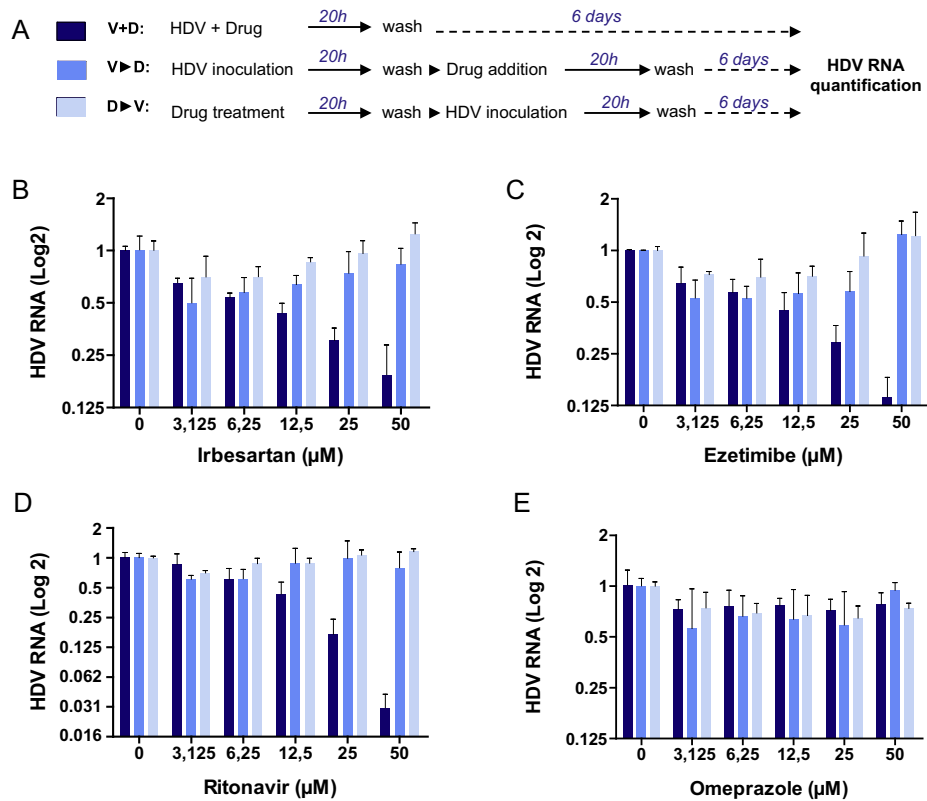 A
V+D: HDV + Drug 20h wash 6 days
V►D: HDV inoculation 20h wash ► Drug addition 20h wash 6 days
D►V: Drug treatment 20h wash ► HDV inoculation 20h wash 6 days
HDV RNA
quantification
B
HDV RNA (Log2)
2
1
0.5
0.25
0.125
0 3,125 6,25 12,5 25 50
Irbesartan (µM)
C
HDV RNA (Log 2)
2
1
0.5
0.25
0.125
0 3,125 6,25 12,5 25 50
Ezetimibe (µM)
D
HDV RNA (Log 2)
2
1
0.5
0.25
0.125
0.062
0.031
0.016
0 3,125 6,25 12,5 25 50
Ritonavir (µM)
E
HDV RNA (Log 2)
2
1
0.5
0.25
0.125
0 3,125 6,25 12,5 25 50
Omeprazole (µM)